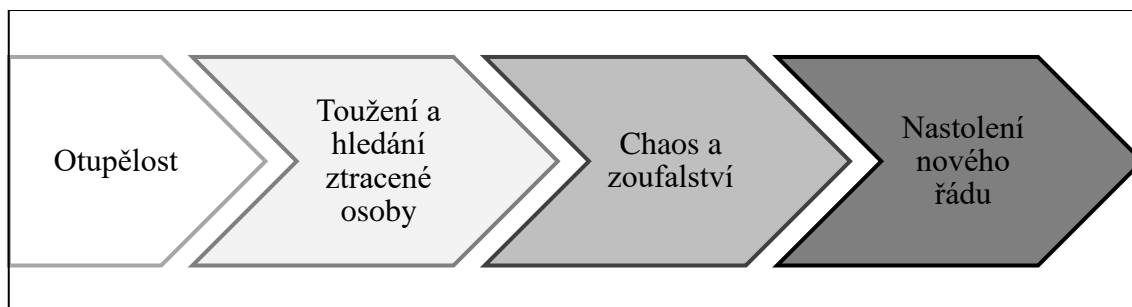 Otupělost
Toužení a
hledání
ztracené
osoby
Chaos a
zoufalství
Nastolení
nového
řádu